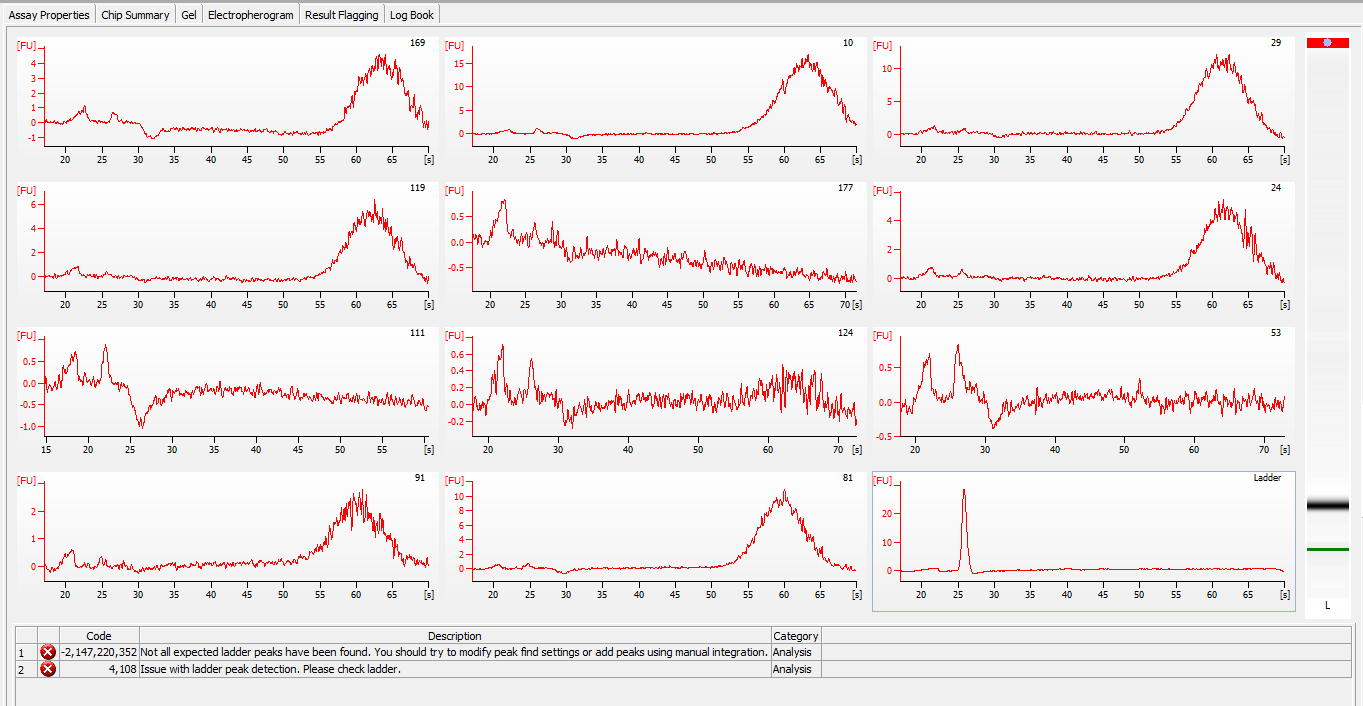 Assay Properties Chip Summary Gel Electropherogram Result Flagging Log Book
[FU] 169 [FU] 10 [FU] 29
4 3 2 1 0 -1
15 10 5 0
10 5 0
20 25 30 35 40 45 50 55 60 65 [s] 20 25 30 35 40 45 50 55 60 65 [s] 20 25 30 35 40 45 50 55 60 65 [s]
[FU] 119 [FU] 177 [FU] 24
6 4 2 0
0.5 0.0 -0.5
4 2 0
20 25 30 35 40 45 50 55 60 65 [s] 20 25 30 35 40 45 50 55 60 65 70 [s] 20 25 30 35 40 45 50 55 60 65 [s]
[FU] 111 [FU] 124 [FU] 53
0.5 0.0 -0.5 -1.0
0.6 0.4 0.2 0.0 -0.2
0.5 0.0 -0.5
15 20 25 30 35 40 45 50 55 [s] 20 30 40 50 60 70 [s] 20 30 40 50 60 70 [s]
[FU] 91 [FU] 81 [FU] Ladder
2 1 0
10 8 6 4 2 0
20 10 0
20 25 30 35 40 45 50 55 60 65 [s] 20 25 30 35 40 45 50 55 60 65 [s] 20 25 30 35 40 45 50 55 60 65 [s]
L
Code Description Category
1 -2,147,220,352 Not all expected ladder peaks have been found. You should try to modify peak find settings or add peaks using manual integration. Analysis
2 4,108 Issue with ladder peak detection. Please check ladder. Analysis